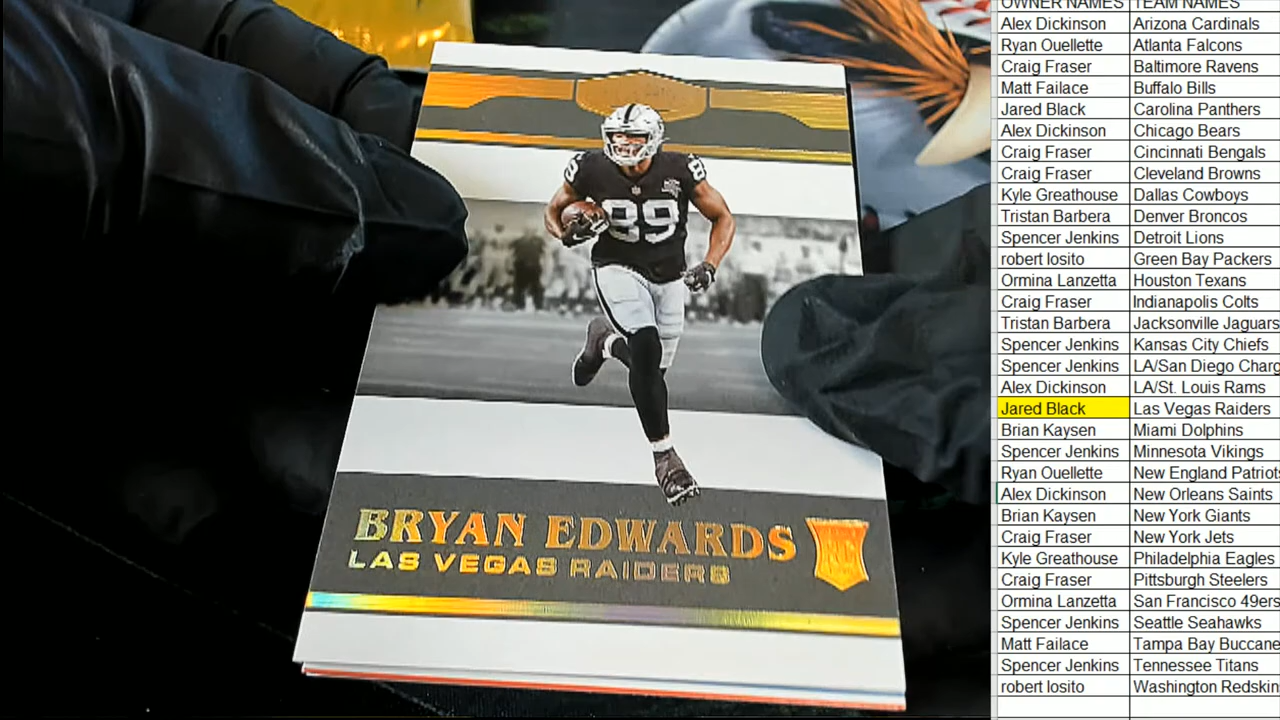 89
89
BRYAN EDWARDS
LAS VEGAS RAIDERS
RC
OWNER NAMES TEAM NAMES
Alex Dickinson Arizona Cardinals
Ryan Ouellette Atlanta Falcons
Craig Fraser Baltimore Ravens
Matt Failace Buffalo Bills
Jared Black Carolina Panthers
Alex Dickinson Chicago Bears
Craig Fraser Cincinnati Bengals
Craig Fraser Cleveland Browns
Kyle Greathouse Dallas Cowboys
Tristan Barbera Denver Broncos
Spencer Jenkins Detroit Lions
robert losito Green Bay Packers
Ormina Lanzetta Houston Texans
Craig Fraser Indianapolis Colts
Tristan Barbera Jacksonville Jaguars
Spencer Jenkins Kansas City Chiefs
Spencer Jenkins LA/San Diego Charg
Alex Dickinson LA/St. Louis Rams
Jared Black Las Vegas Raiders
Brian Kaysen Miami Dolphins
Spencer Jenkins Minnesota Vikings
Ryan Ouellette New England Patriots
Alex Dickinson New Orleans Saints
Brian Kaysen New York Giants
Craig Fraser New York Jets
Kyle Greathouse Philadelphia Eagles
Craig Fraser Pittsburgh Steelers
Ormina Lanzetta San Francisco 49ers
Spencer Jenkins Seattle Seahawks
Matt Failace Tampa Bay Buccane
Spencer Jenkins Tennessee Titans
robert losito Washington Redskin